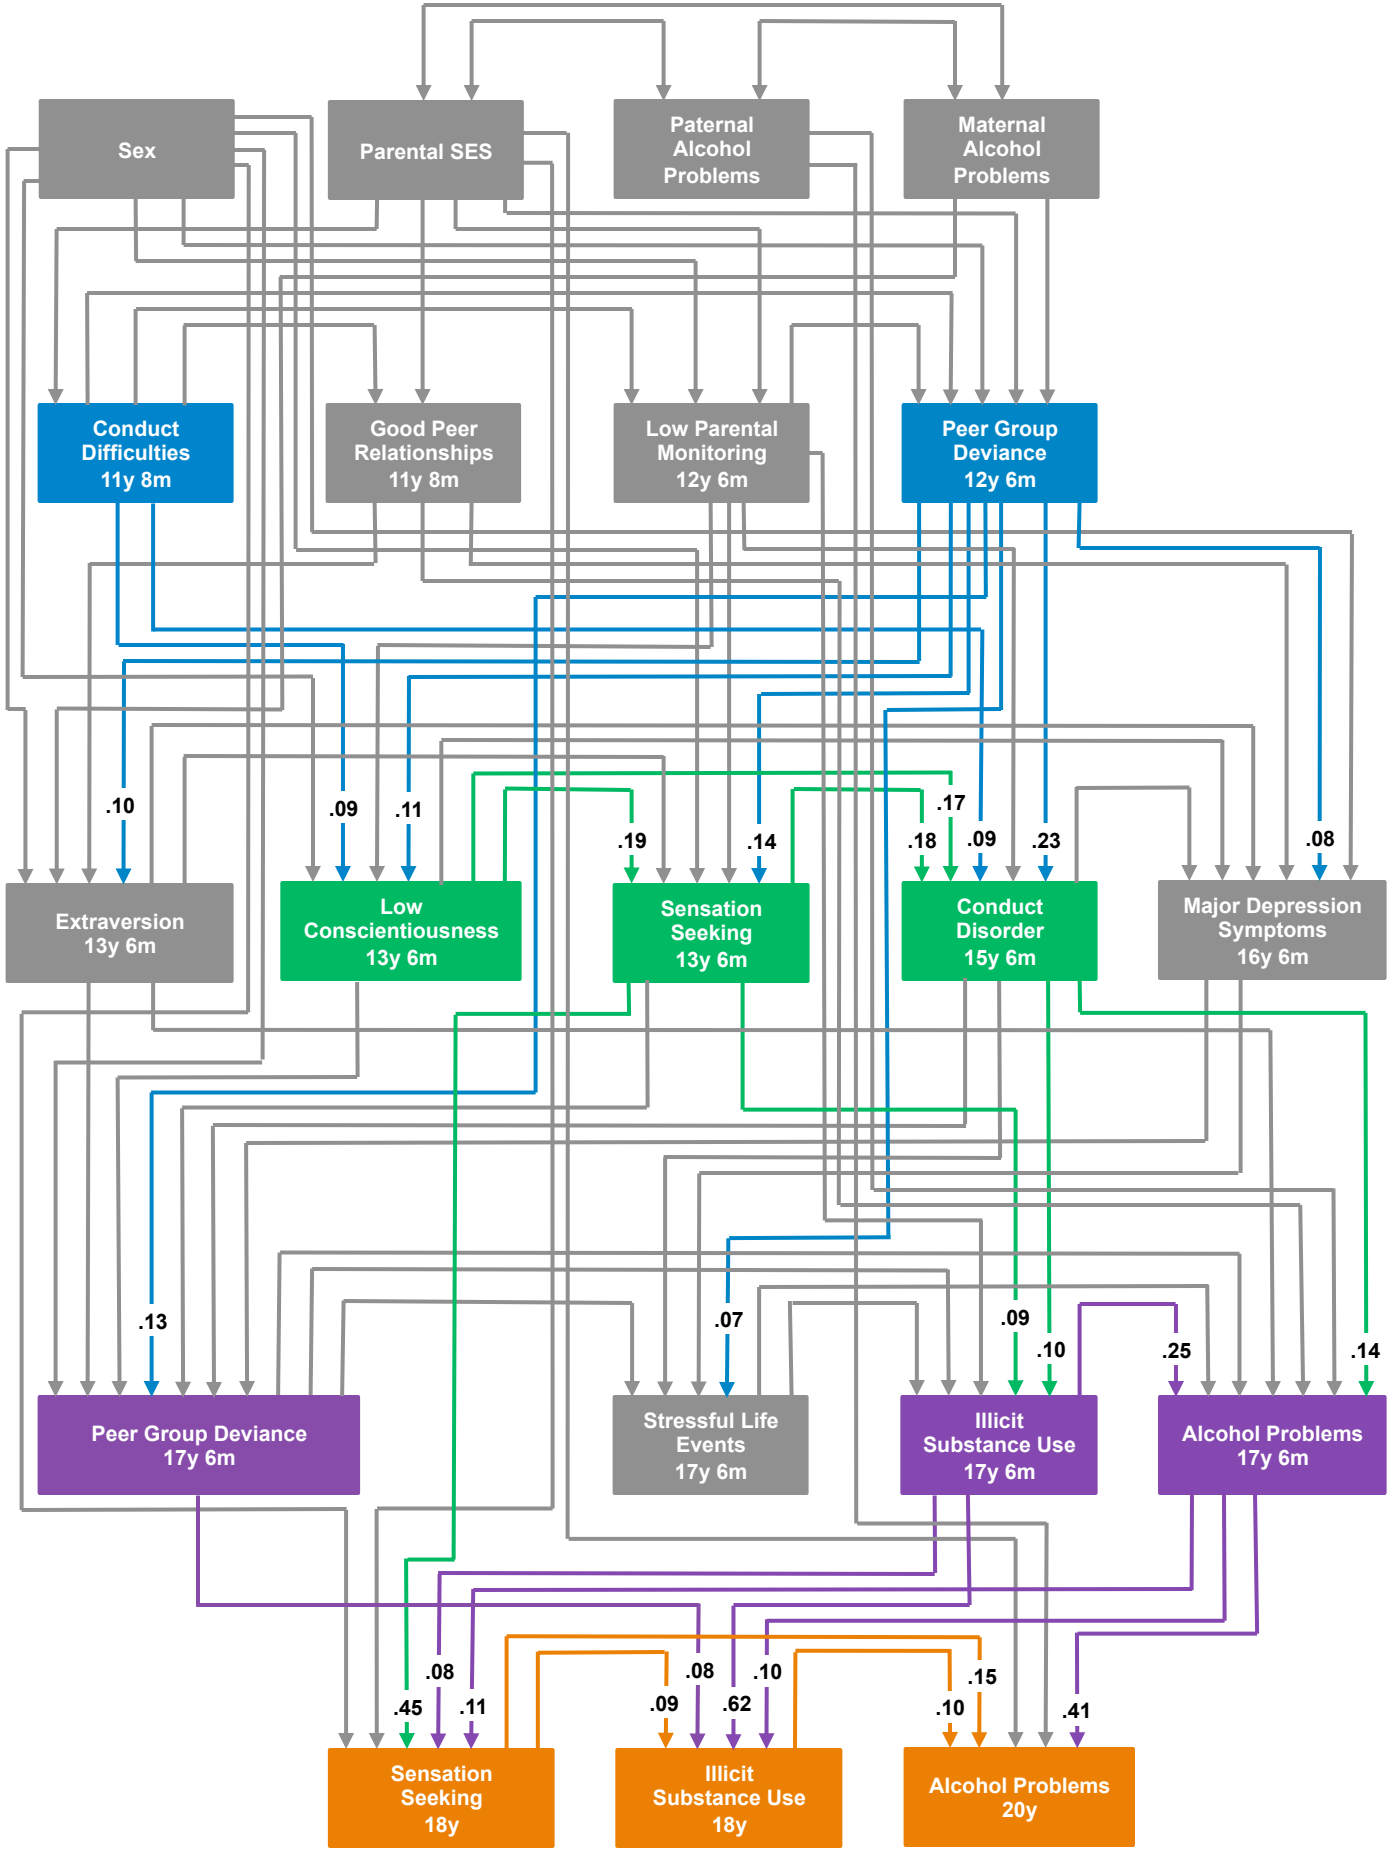 Sex
Parental SES
Paternal
Alcohol
Problems
Maternal
Alcohol
Problems
Conduct
Difficulties
11y 8m
Good Peer
Relationships
11y 8m
Low Parental
Monitoring
12y 6m
Peer Group
Deviance
12y 6m
.10
.09
.11
.19
.14
.18
.17
.09
.23
.08
Extraversion
13y 6m
Low
Conscientiousness
13y 6m
Sensation
Seeking
13y 6m
Conduct
Disorder
15y 6m
Major Depression
Symptoms
16y 6m
.13
.07
.09
.10
.25
.14
Peer Group Deviance
17y 6m
Stressful Life
Events
17y 6m
Illicit
Substance Use
17y 6m
Alcohol Problems
17y 6m
.45
.08
.11
.09
.08
.62
.10
.10
.15
.41
Sensation
Seeking
18y
Illicit
Substance Use
18y
Alcohol Problems
20y